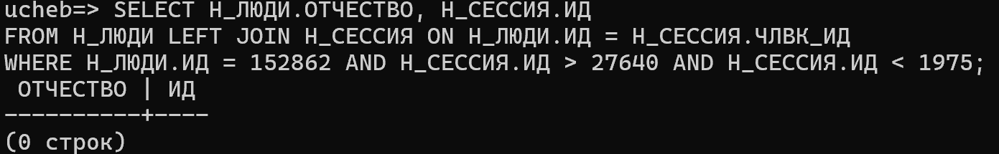 ucheb=> SELECT Н_ЛЮДИ.ОТЧЕСТВО, Н_СЕССИЯ.ИД
FROM Н_ЛЮДИ LEFT JOIN Н_СЕССИЯ ON Н_ЛЮДИ.ИД = Н_СЕССИЯ.ЧЛВК_ИД
WHERE Н_ЛЮДИ.ИД = 152862 AND Н_СЕССИЯ.ИД > 27640 AND Н_СЕССИЯ.ИД < 1975;
 ОТЧЕСТВО | ИД
----------+----
(0 строк)